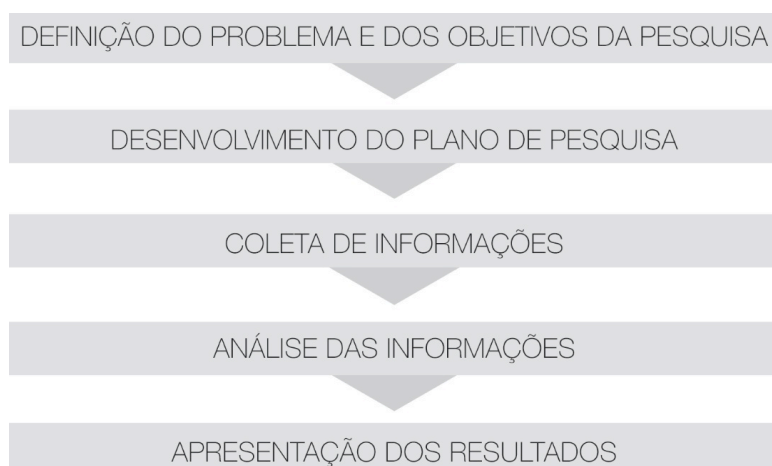 DEFINIÇÃO DO PROBLEMA E DOS OBJETIVOS DA PESQUISA
DESENVOLVIMENTO DO PLANO DE PESQUISA
COLETA DE INFORMAÇÕES
ANÁLISE DAS INFORMAÇÕES
APRESENTAÇÃO DOS RESULTADOS